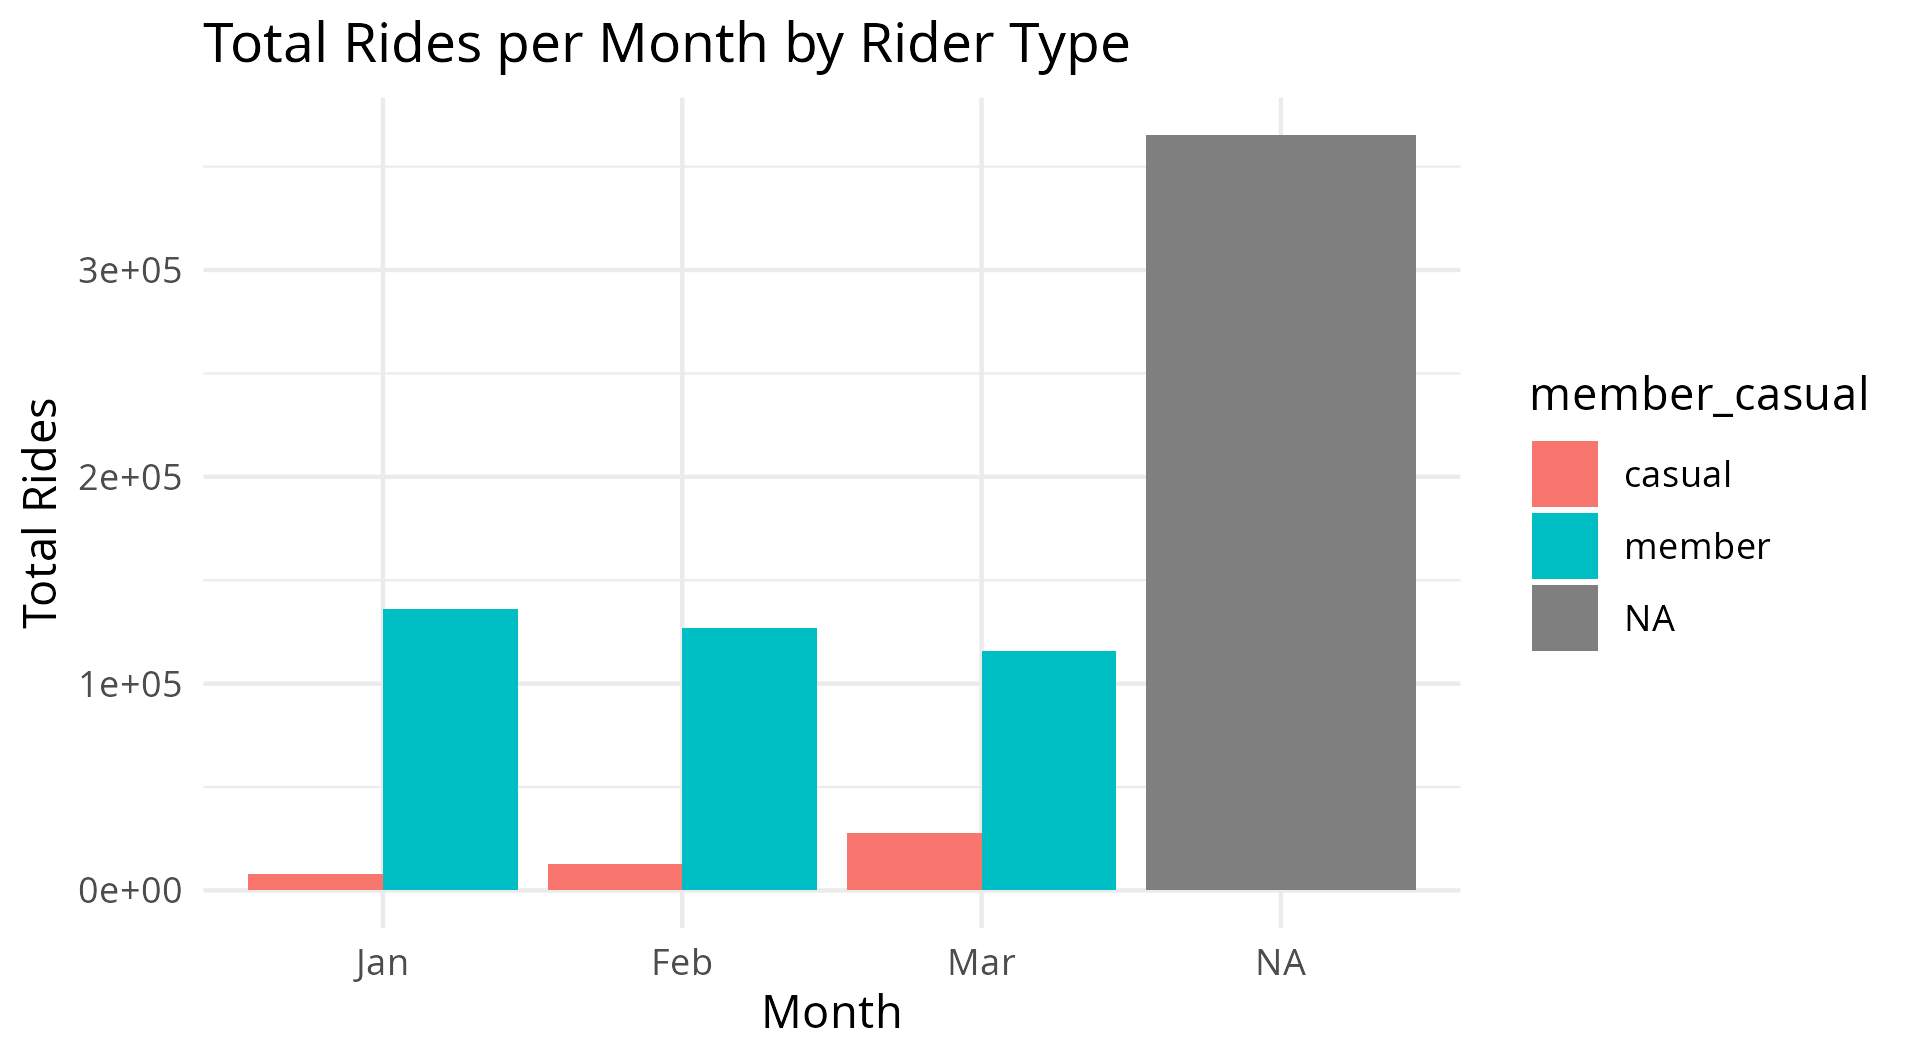 Total Rides per Month by Rider Type
Total Rides
3e+05
2e+05
1e+05
0e+00
Jan Feb Mar NA
Month
member_casual
casual
member
NA